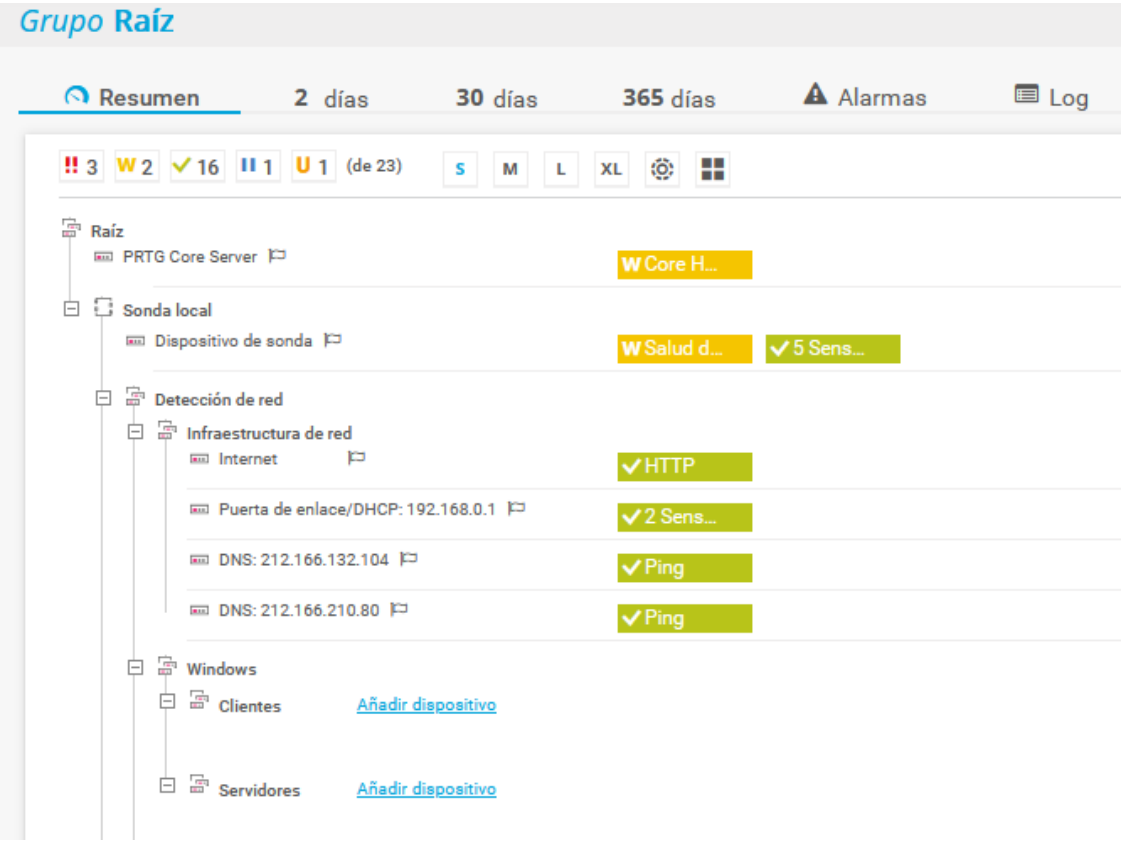 Grupo Raíz
Resumen 2 días 30 días 365 días Alarmas Log
!! 3 W 2 16 1 U 1 (de 23) S M L XL
Raíz
PRTG Core Server W Core H...
Sonda local
Dispositivo de sonda W Salud d... 5 Sens...
Detección de red
Infraestructura de red
Internet HTTP
Puerta de enlace/DHCP: 192.168.0.1 2 Sens...
DNS: 212.166.132.104 Ping
DNS: 212.166.210.80 Ping
Windows
Clientes Añadir dispositivo
Servidores Añadir dispositivo